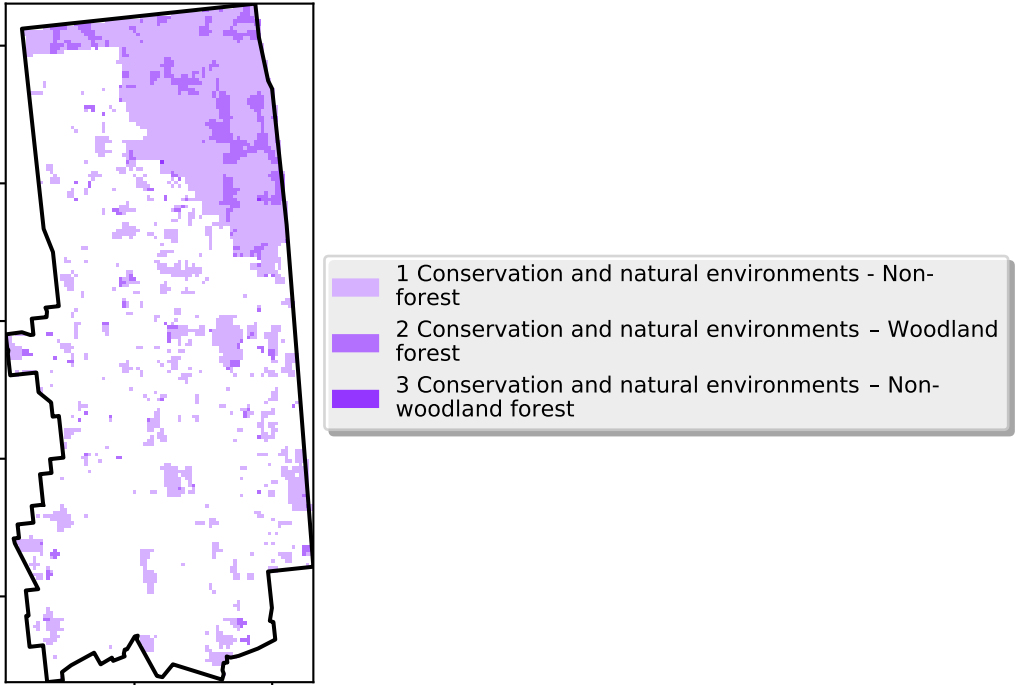 1 Conservation and natural environments - Non-
forest
2 Conservation and natural environments – Woodland
forest
3 Conservation and natural environments – Non-
woodland forest